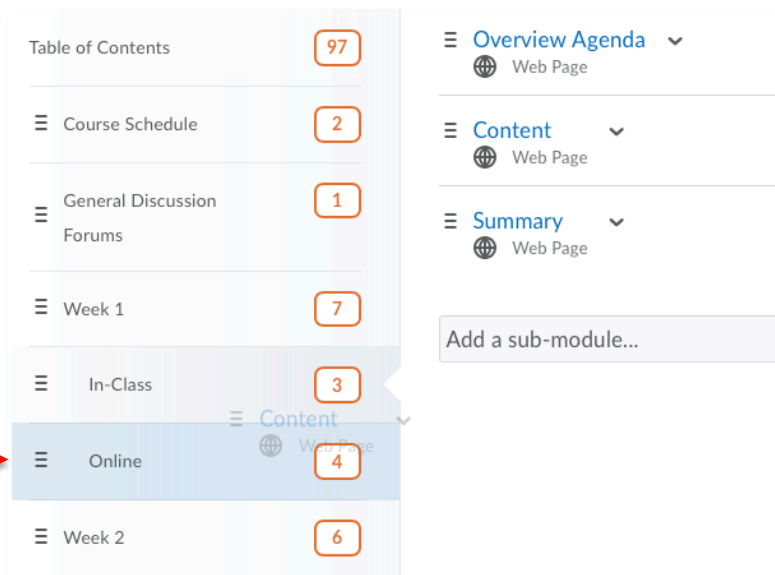 Table of Contents 97
Course Schedule 2
General Discussion 1
Forums
Week 1 7
In-Class 3
Content
Web Page
Online 4
Week 2 6
Overview Agenda
Web Page
Content
Web Page
Summary
Web Page
Add a sub-module...